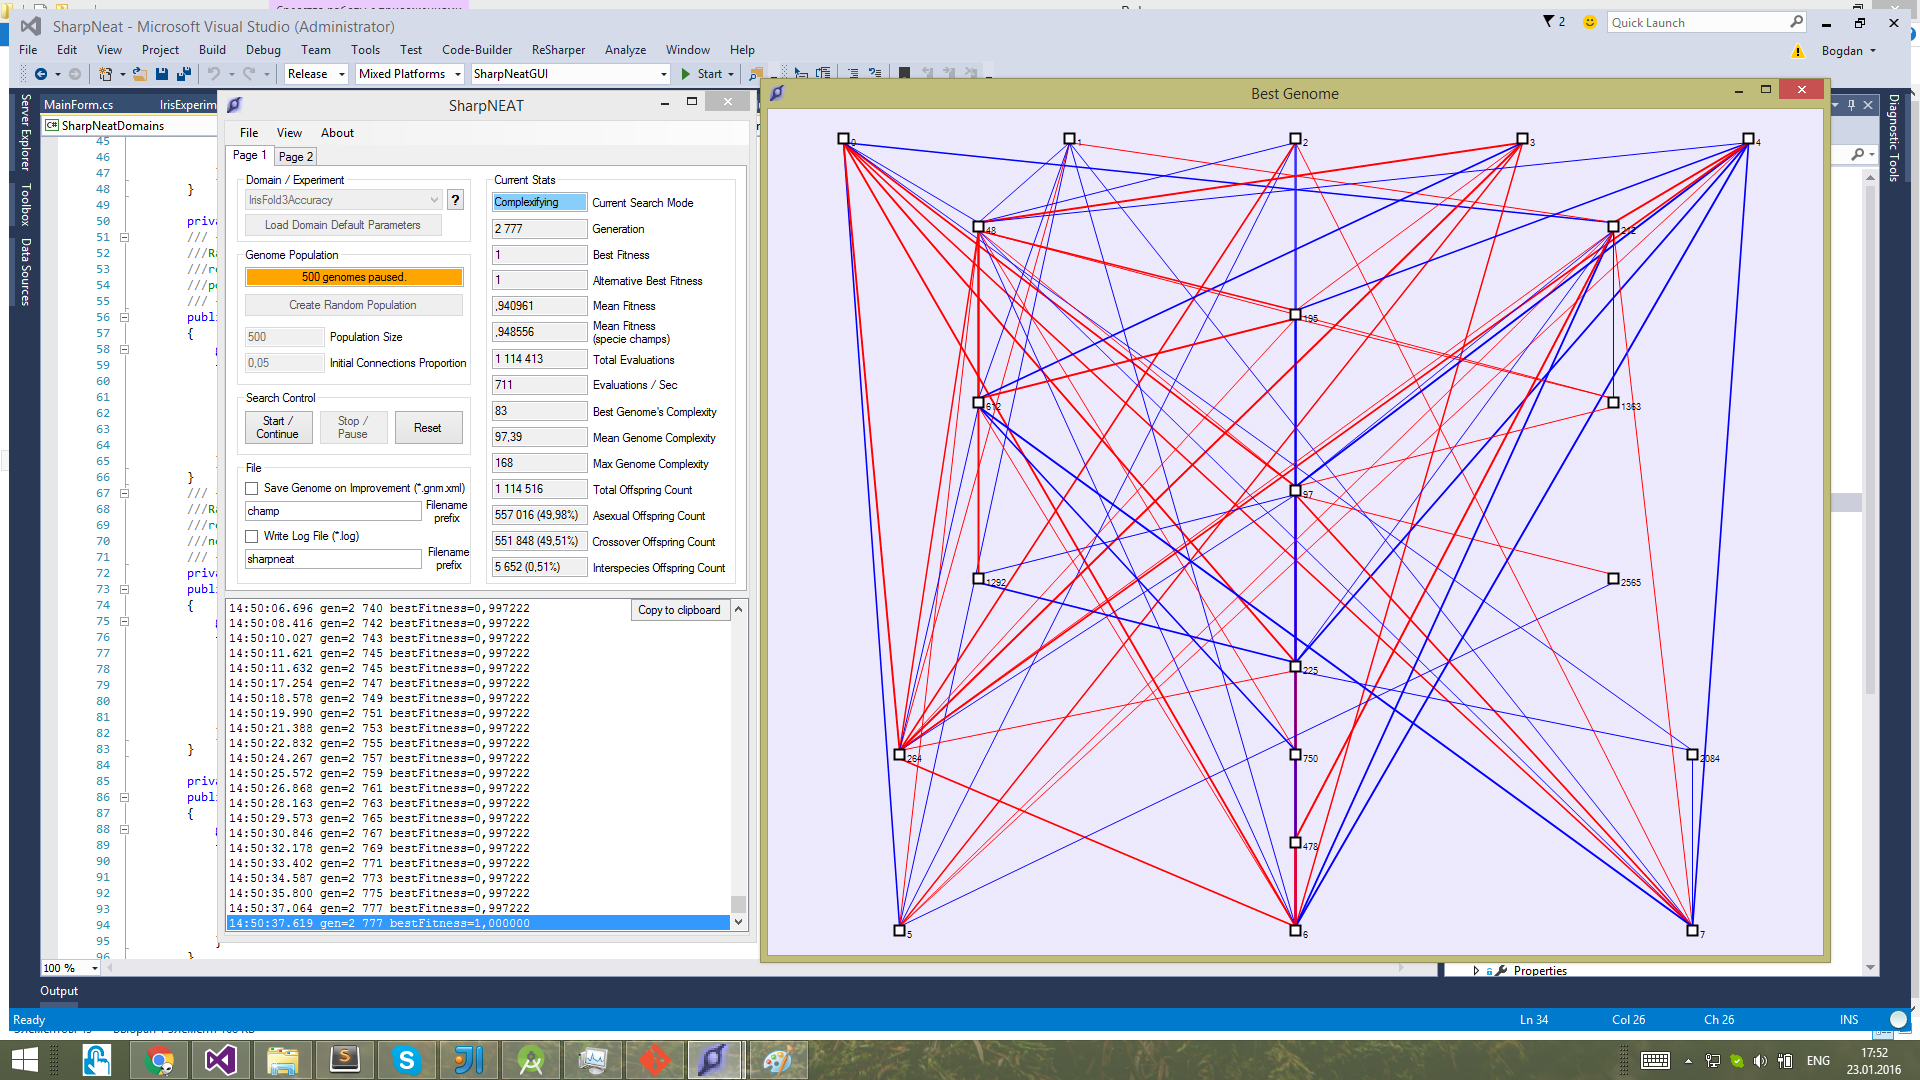 SharpNeat - Microsoft Visual Studio (Administrator)
2
Quick Launch
File Edit View Project Build Debug Team Tools Test Code-Builder ReSharper Analyze Window Help
Bogdan
Release
Mixed Platforms
SharpNeatGUI
Start
Server Explorer
Toolbox
Data Sources
MainForm.cs
IrisExperim
SharpNeatDomains
45
46
47
48 }
49
50 priv
51 ///
52 ///Ra
53 ///re
54 ///po
55 ///
56 publ
57 {
58
59
60
61
62
63
64
65
66 }
67 ///
68 ///Ra
69 ///re
70 ///ne
71 ///
72 priv
73 publ
74 {
75
76
77
78
79
80
81
82
83 }
84
85 priv
86 publ
87 {
88
89
90
91
92
93
94
95
96 }
100 %
SharpNEAT
File View About
Page 1
Page 2
Domain / Experiment
IrisFold3Accuracy
?
Load Domain Default Parameters
Genome Population
500 genomes paused.
Create Random Population
500 Population Size
0,05 Initial Connections Proportion
Search Control
Start / Continue
Stop / Pause
Reset
File
Save Genome on Improvement (*.gnm.xml)
champ
Filename prefix
Write Log File (*.log)
sharpneat
Filename prefix
Current Stats
Complexifying Current Search Mode
2 777 Generation
1 Best Fitness
1 Alternative Best Fitness
,940961 Mean Fitness
,948556 Mean Fitness (specie champs)
1 114 413 Total Evaluations
711 Evaluations / Sec
83 Best Genome's Complexity
97,39 Mean Genome Complexity
168 Max Genome Complexity
1 114 516 Total Offspring Count
557 016 (49,98%) Asexual Offspring Count
551 848 (49,51%) Crossover Offspring Count
5 652 (0,51%) Interspecies Offspring Count
Copy to clipboard
14:50:06.696 gen=2 740 bestFitness=0,997222
14:50:08.416 gen=2 742 bestFitness=0,997222
14:50:10.027 gen=2 743 bestFitness=0,997222
14:50:11.621 gen=2 745 bestFitness=0,997222
14:50:11.632 gen=2 745 bestFitness=0,997222
14:50:17.254 gen=2 747 bestFitness=0,997222
14:50:18.578 gen=2 749 bestFitness=0,997222
14:50:19.990 gen=2 751 bestFitness=0,997222
14:50:21.388 gen=2 753 bestFitness=0,997222
14:50:22.832 gen=2 755 bestFitness=0,997222
14:50:24.267 gen=2 757 bestFitness=0,997222
14:50:25.572 gen=2 759 bestFitness=0,997222
14:50:26.868 gen=2 761 bestFitness=0,997222
14:50:28.163 gen=2 763 bestFitness=0,997222
14:50:29.573 gen=2 765 bestFitness=0,997222
14:50:30.846 gen=2 767 bestFitness=0,997222
14:50:32.178 gen=2 769 bestFitness=0,997222
14:50:33.402 gen=2 771 bestFitness=0,997222
14:50:34.587 gen=2 773 bestFitness=0,997222
14:50:35.800 gen=2 775 bestFitness=0,997222
14:50:37.064 gen=2 777 bestFitness=0,997222
14:50:37.619 gen=2 777 bestFitness=1,000000
Best Genome
0 1 2 3 4
48 212
195
612 1363
97
1292 2565
225
264 750 2084
478
5 6 7
Diagnostic Tools
Properties
Output
Ready
Ln 34 Col 26 Ch 26 INS
ENG
17:52
23.01.2016